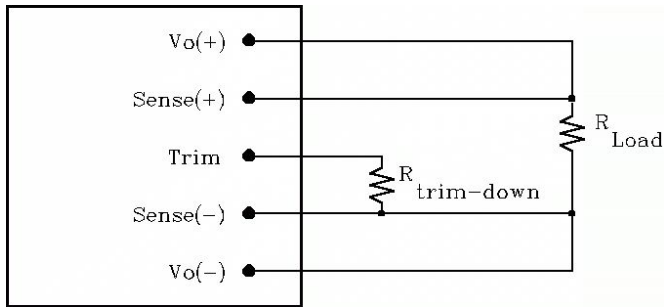 Vo(+)
Sense(+)
R
Load
Trim
R
trim-down
Sense(-)
Vo(-)